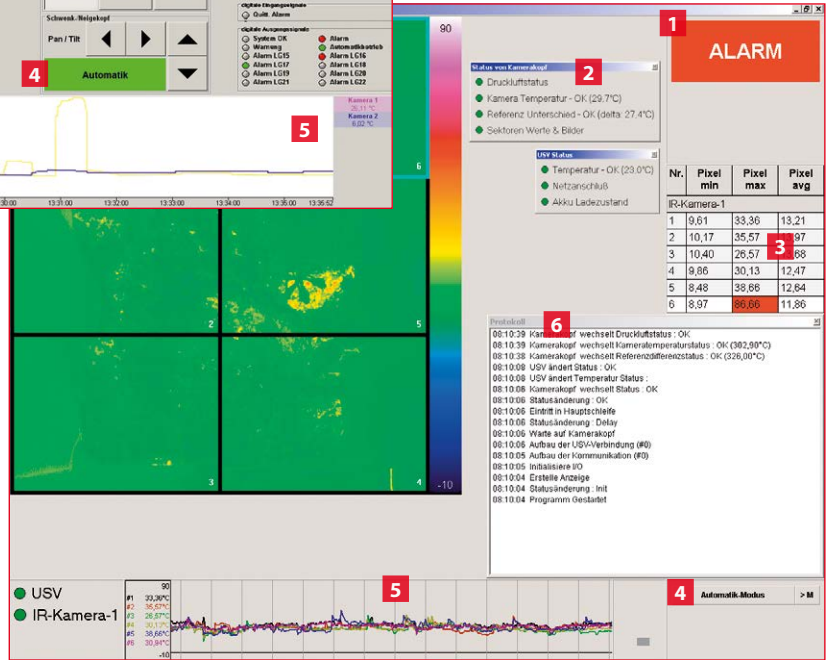 digitale Eingangssignale
Quitt. Alarm
Schwenk-/Neigekopf
Pan / Tilt
4
Automatik
digitale Ausgangssignale
System OK
Alarm
Warnung
Automatikbetrieb
Alarm LG15
Alarm LG16
Alarm LG17
Alarm LG18
Alarm LG19
Alarm LG20
Alarm LG21
Alarm LG22
5
Kamera 1
Kamera 2
6,02 °C
13:31:00
13:32:00
13:33:00
13:34:00
13:35:00
13:35:52
90
-10
6
2
5
3
4
1
ALARM
Status von Kamerakopf
2
Druckluftstatus
Kamera Temperatur - OK (29.7°C)
Referenz Unterschied - OK (delta: 27.4°C)
Sektoren Werte & Bilder
USV Status
Temperatur - OK (23.0°C)
Netzanschluß
Akku Ladezustand
Nr. Pixel min Pixel max Pixel avg
IR-Kamera-1
1 9,61 33,36 13,21
2 10,17 35,57
3 10,40 26,57
4 9,86 30,13 12,47
5 8,48 38,66 12,64
6 8,97 86,66 11,86
3
Protokoll
6
08:10:39 Kamerakopf wechselt Druckluftstatus : OK
08:10:39 Kamerakopf wechselt Kameratemperaturstatus : OK (302,90°C)
08:10:38 Kamerakopf wechselt Referenzdifferenzstatus : OK (326,00°C)
08:10:08 USV ändert Status : OK
08:10:08 USV ändert Temperatur Status :
08:10:08 Kamerakopf wechselt Status : OK
08:10:06 Statusänderung : OK
08:10:06 Eintritt in Hauptschleife
08:10:06 Statusänderung : Delay
08:10:06 Warte auf Kamerakopf
08:10:06 Aufbau der USV-Verbindung (#0)
08:10:05 Aufbau der Kommunikation (#0)
08:10:05 Initialisiere I/O
08:10:04 Erstelle Anzeige
08:10:04 Statusänderung : Init
08:10:04 Programm Gestartet
USV
IR-Kamera-1
90
#1 33,36°C
#2 35,57°C
#3 26,57°C
#4 30,13°C
#5 38,66°C
#6 30,94°C
-10
5
4
Automatik-Modus
> M